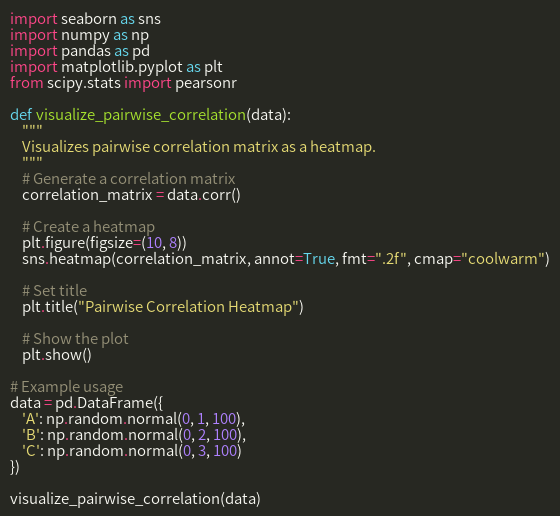 import seaborn as sns
import numpy as np
import pandas as pd
import matplotlib.pyplot as plt
from scipy.stats import pearsonr

def visualize_pairwise_correlation(data):
    """
    Visualizes pairwise correlation matrix as a heatmap.
    """
    # Generate a correlation matrix
    correlation_matrix = data.corr()

    # Create a heatmap
    plt.figure(figsize=(10, 8))
    sns.heatmap(correlation_matrix, annot=True, fmt=".2f", cmap="coolwarm")

    # Set title
    plt.title("Pairwise Correlation Heatmap")

    # Show the plot
    plt.show()

# Example usage
data = pd.DataFrame({
    'A': np.random.normal(0, 1, 100),
    'B': np.random.normal(0, 2, 100),
    'C': np.random.normal(0, 3, 100)
})

visualize_pairwise_correlation(data)